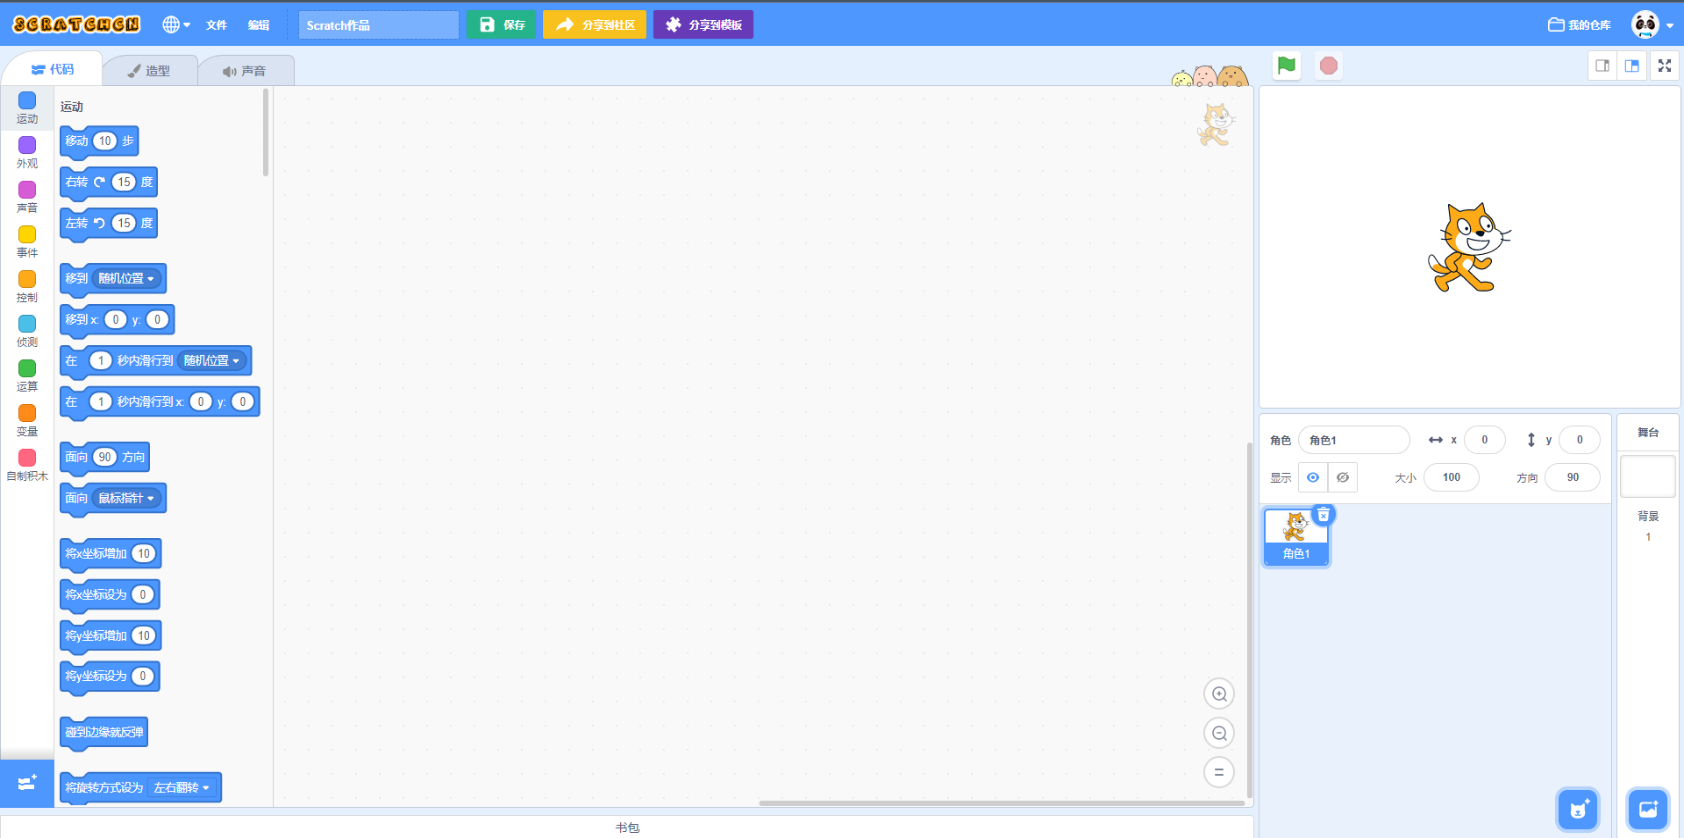 SCRATCHCN 文件 编辑 Scratch作品 保存 分享到社区 分享到模板 我的仓库
代码 造型 声音
运动
外观
声音
事件
控制
侦测
运算
变量
自制积木
运动
移动 10 步
右转 15 度
左转 15 度
移到 随机位置
移到 x: 0 y: 0
在 1 秒内滑行到 随机位置
在 1 秒内滑行到 x: 0 y: 0
面向 90 方向
面向 鼠标指针
将x坐标增加 10
将x坐标设为 0
将y坐标增加 10
将y坐标设为 0
碰到边缘就反弹
将旋转方式设为 左右翻转
角色 角色1 x 0 y 0
显示 大小 100 方向 90
角色1
舞台
背景
1
书包